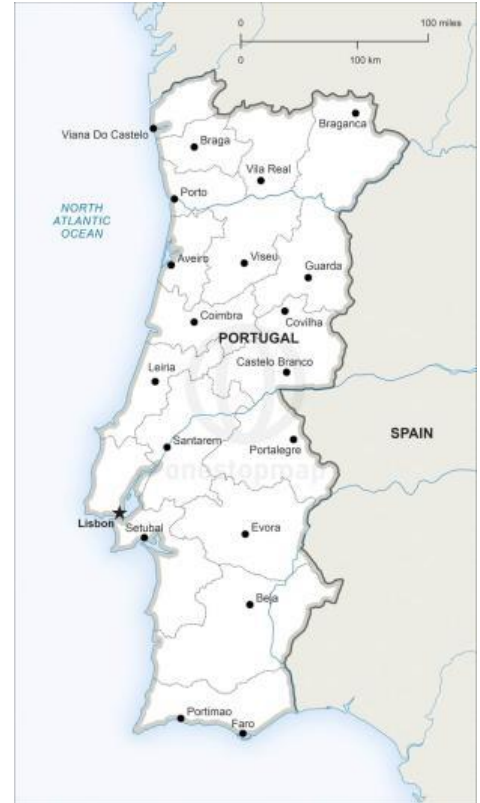 0
100 miles
0
100 km
Braganca
Viana Do Castelo
Braga
Vila Real
Porto
NORTH
ATLANTIC
OCEAN
Aveiro
Viseu
Guarda
Coimbra
Covilha
PORTUGAL
Leiria
Castelo Branco
SPAIN
Santarem
Portalegre
onestopmap
Lisbon
Setubal
Evora
Beja
Portimao
Faro